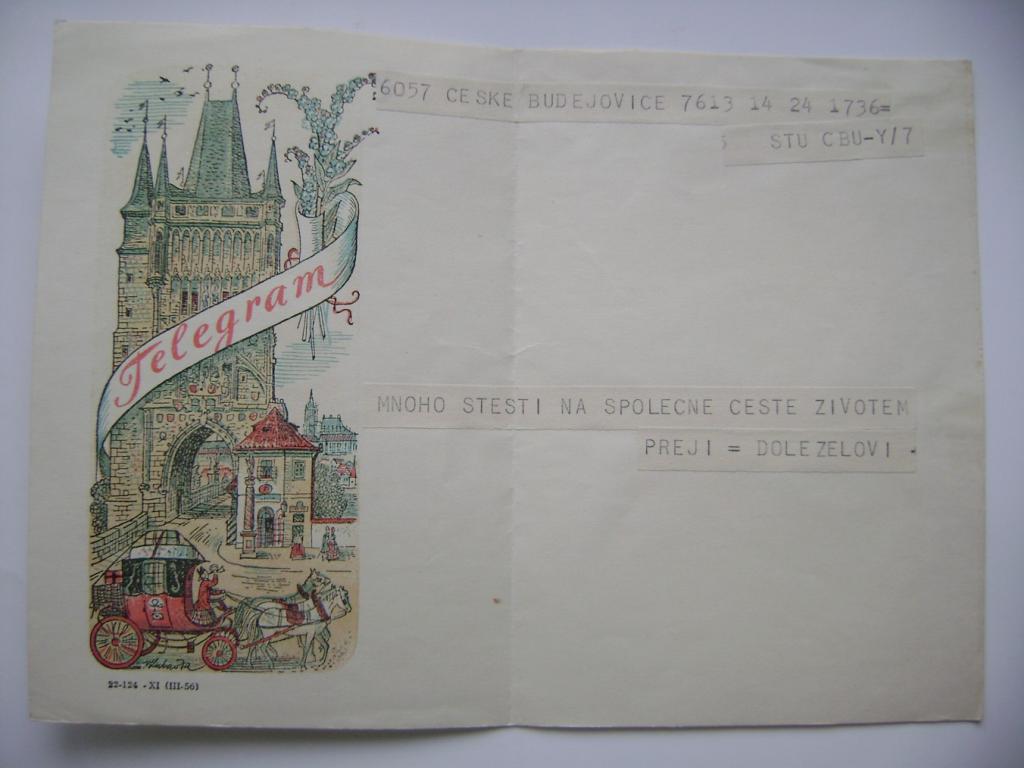 6057 CESKE BUDEJOVICE 7613 14 24 1736=
STU CBU-Y/7
Telegram
MNOHO STESTI NA SPOLECNE CESTE ZIVOTEM
PREJI = DOLEZELOVI .
22-124 - XI (III-56)